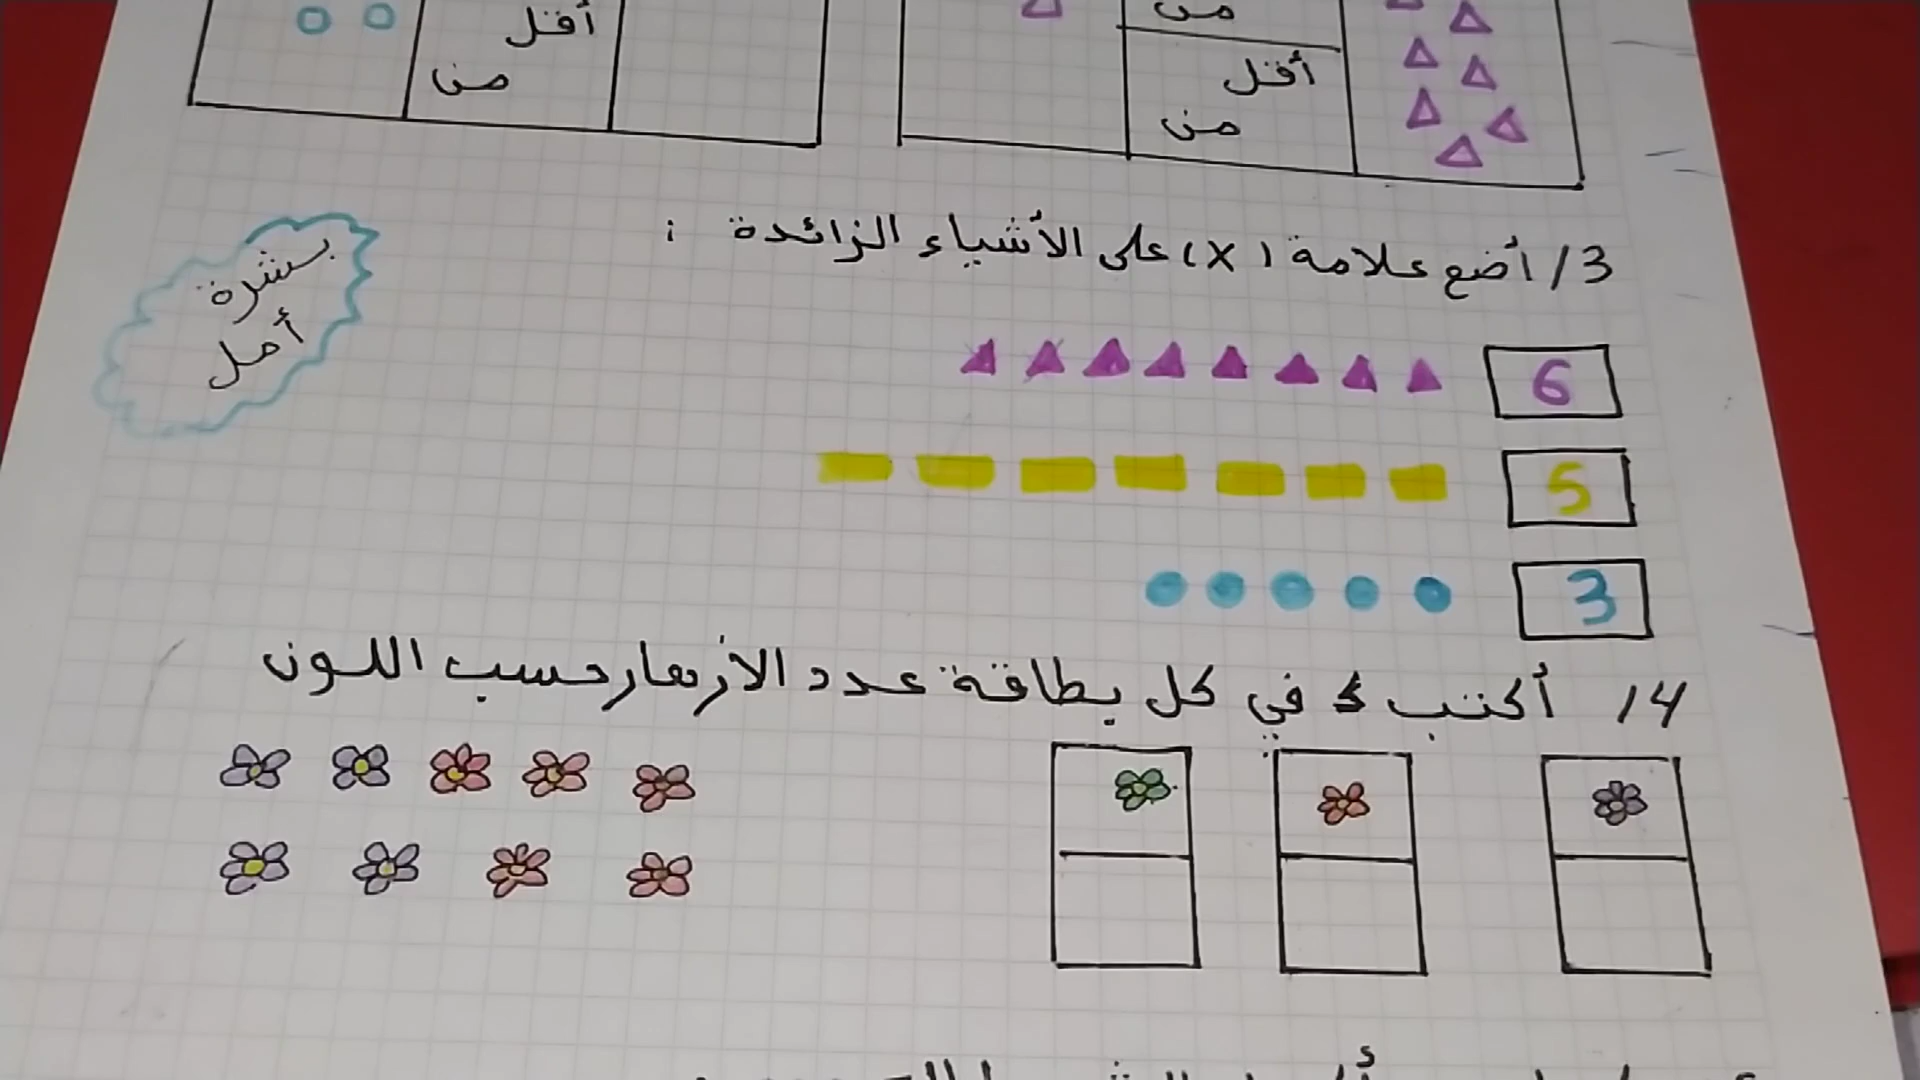 من
أقل
من
أقل
من
3/ أضع علامة (X) على الأشياء الزائدة :
بشرة
أمل
6
5
3
4/ أكتب في كل بطاقة عدد الازهار حسب اللون